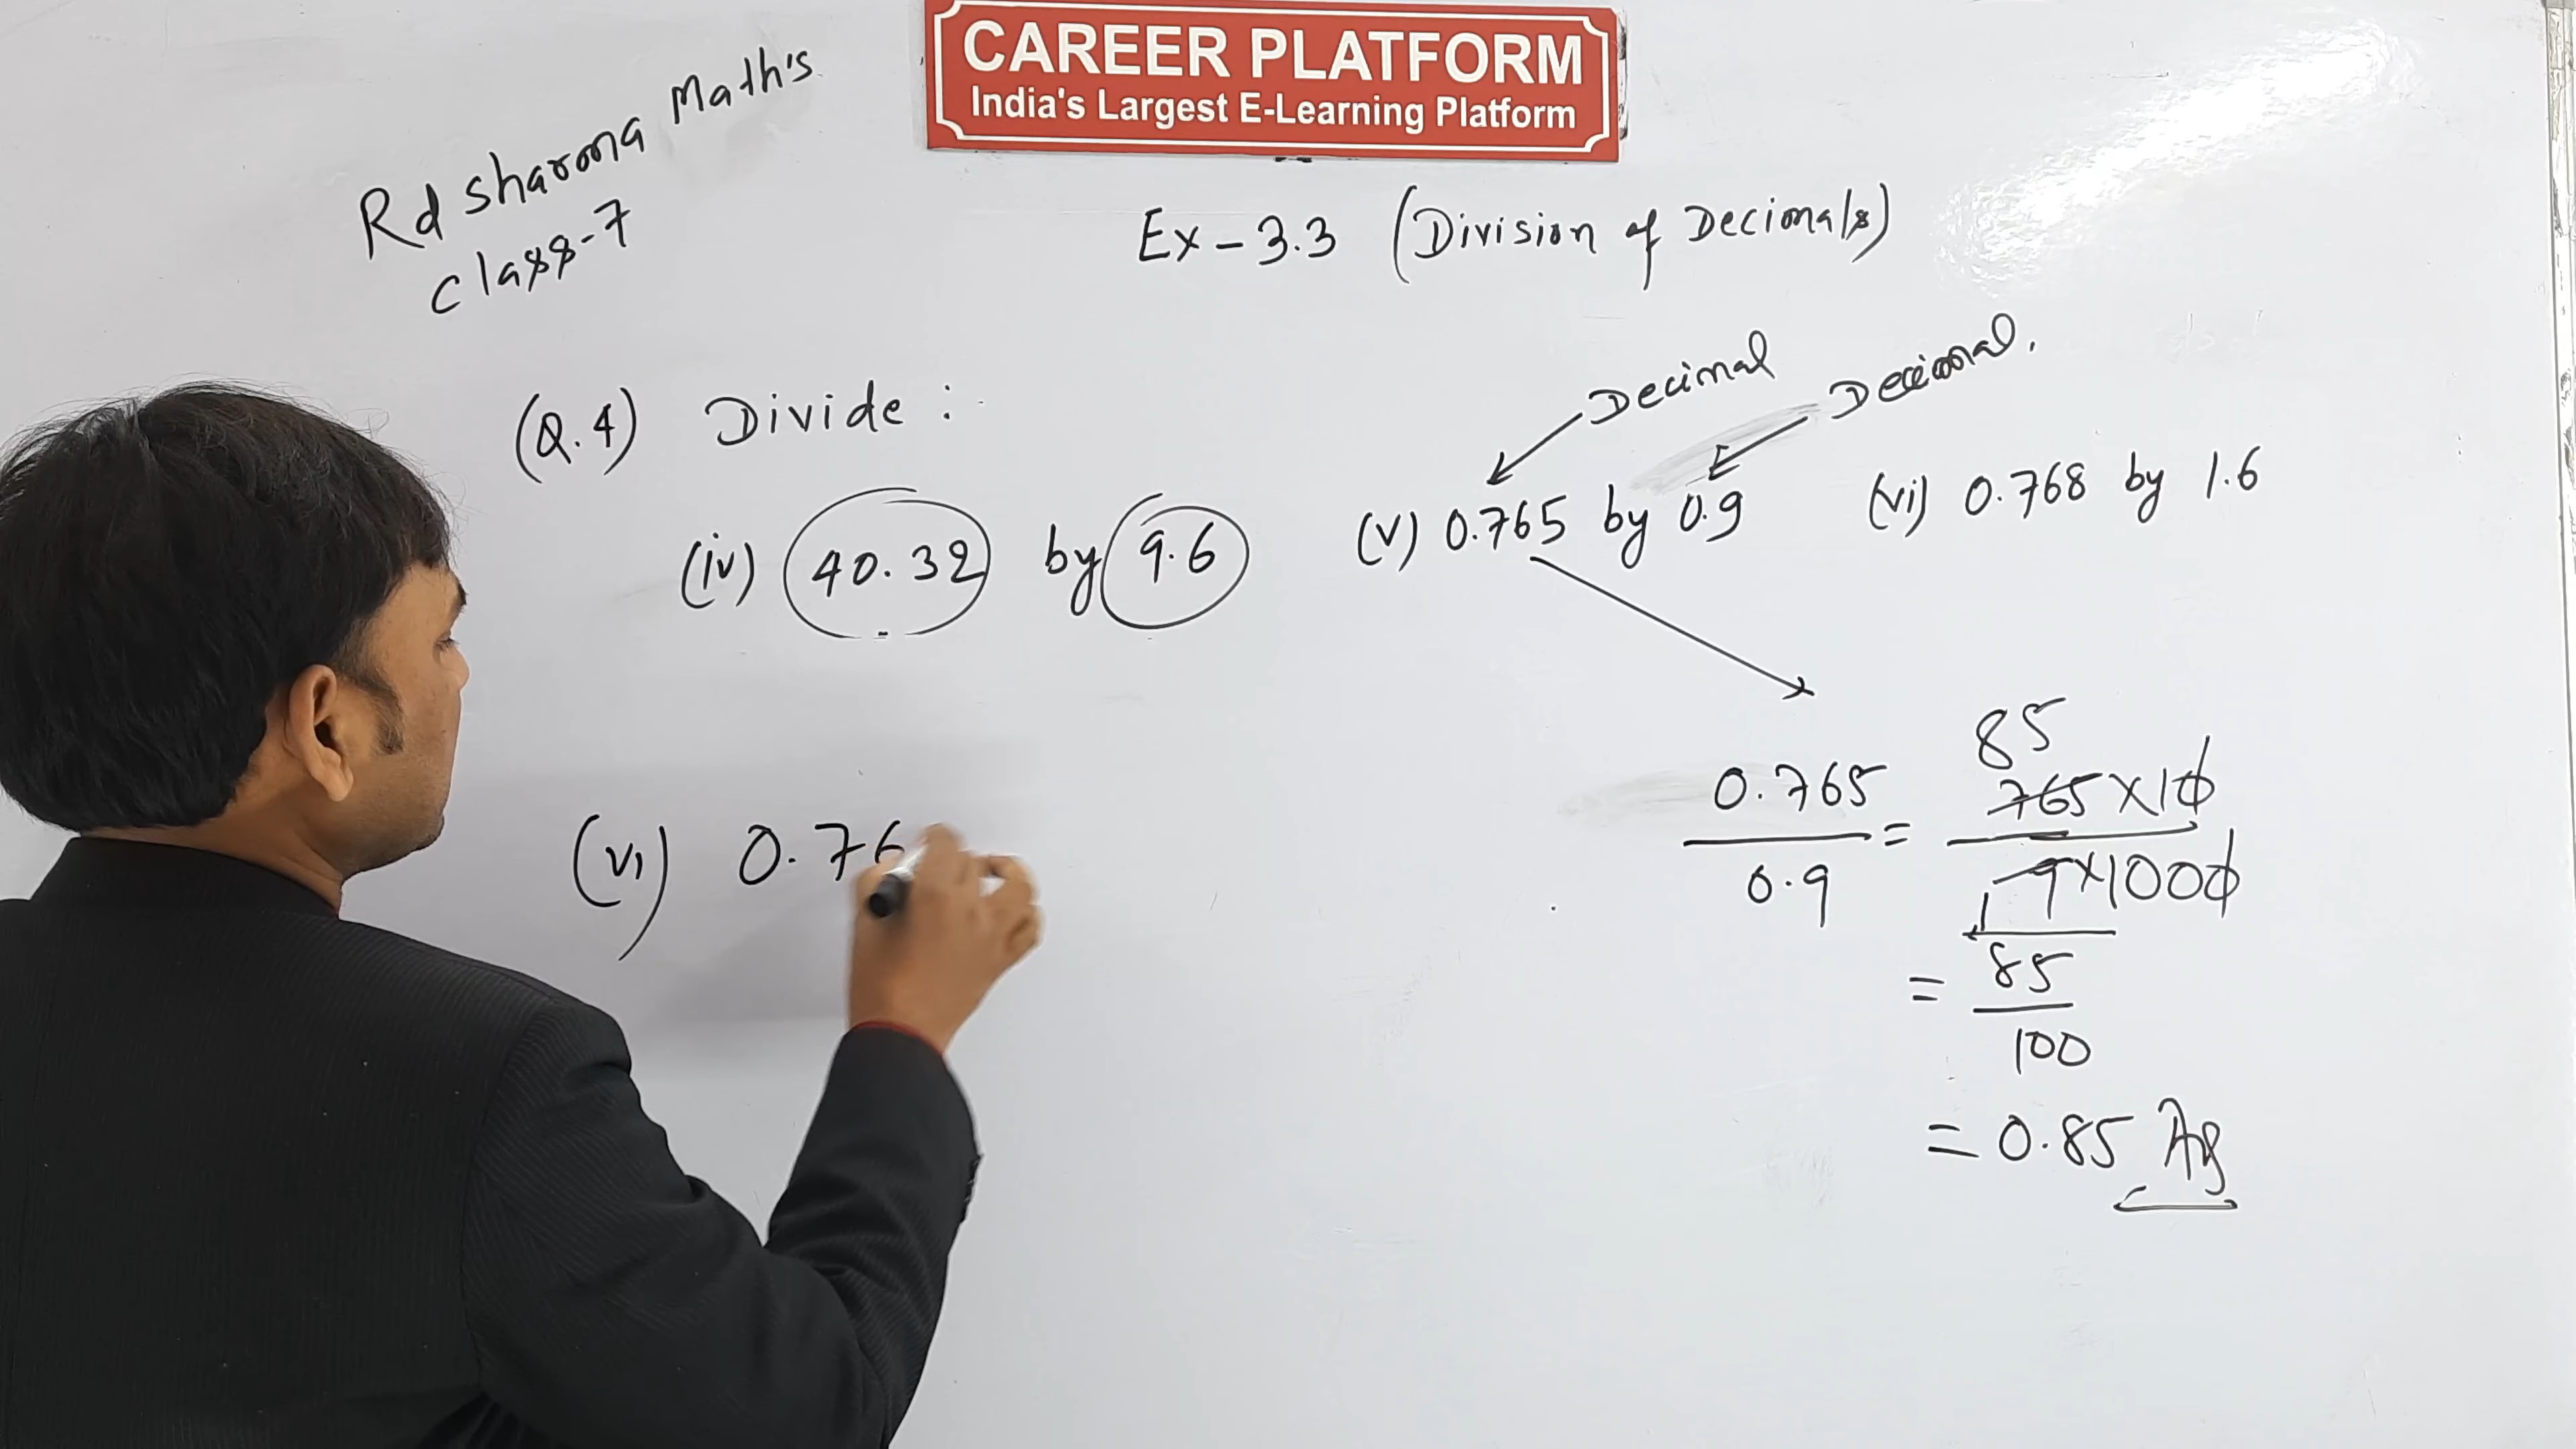 CAREER PLATFORM
India's Largest E-Learning Platform
Rd Sharma Math's
Class-7
Ex-3.3 (Division of Decimals)
Decimal
Decimal.
(Q.4) Divide:
(iv) 40.32 by 9.6
(v) 0.765 by 0.9
(vi) 0.768 by 1.6
85
0.765 / 0.9 = 765×10 / 9×1000
1
= 85/100
= 0.85 Ans
(vi) 0.76